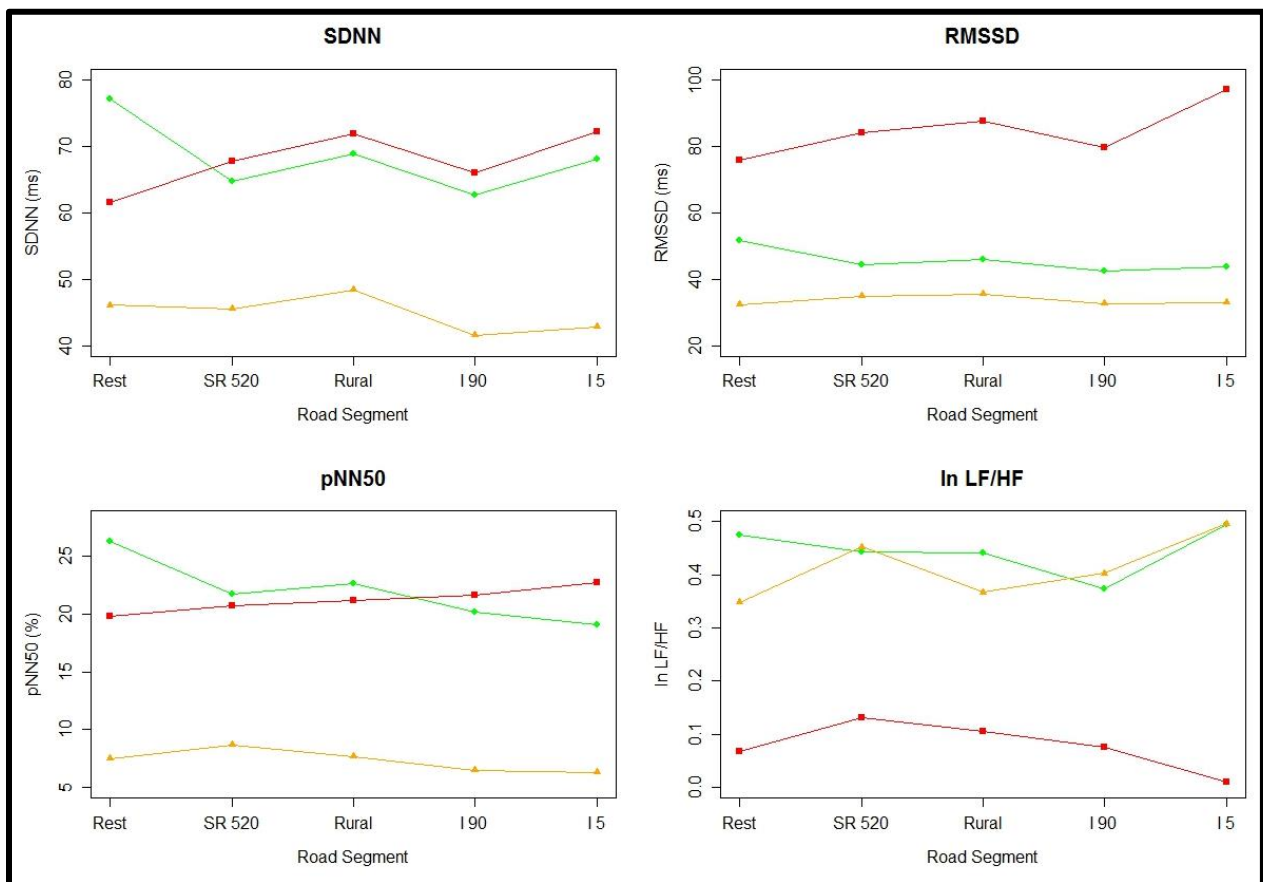 SDNN
SDNN (ms)
80
70
60
50
40
Rest SR 520 Rural I 90 I 5
Road Segment
RMSSD
RMSSD (ms)
100
80
60
40
20
Rest SR 520 Rural I 90 I 5
Road Segment
pNN50
pNN50 (%)
25
20
15
10
5
Rest SR 520 Rural I 90 I 5
Road Segment
ln LF/HF
ln LF/HF
0.5
0.4
0.3
0.2
0.1
0.0
Rest SR 520 Rural I 90 I 5
Road Segment